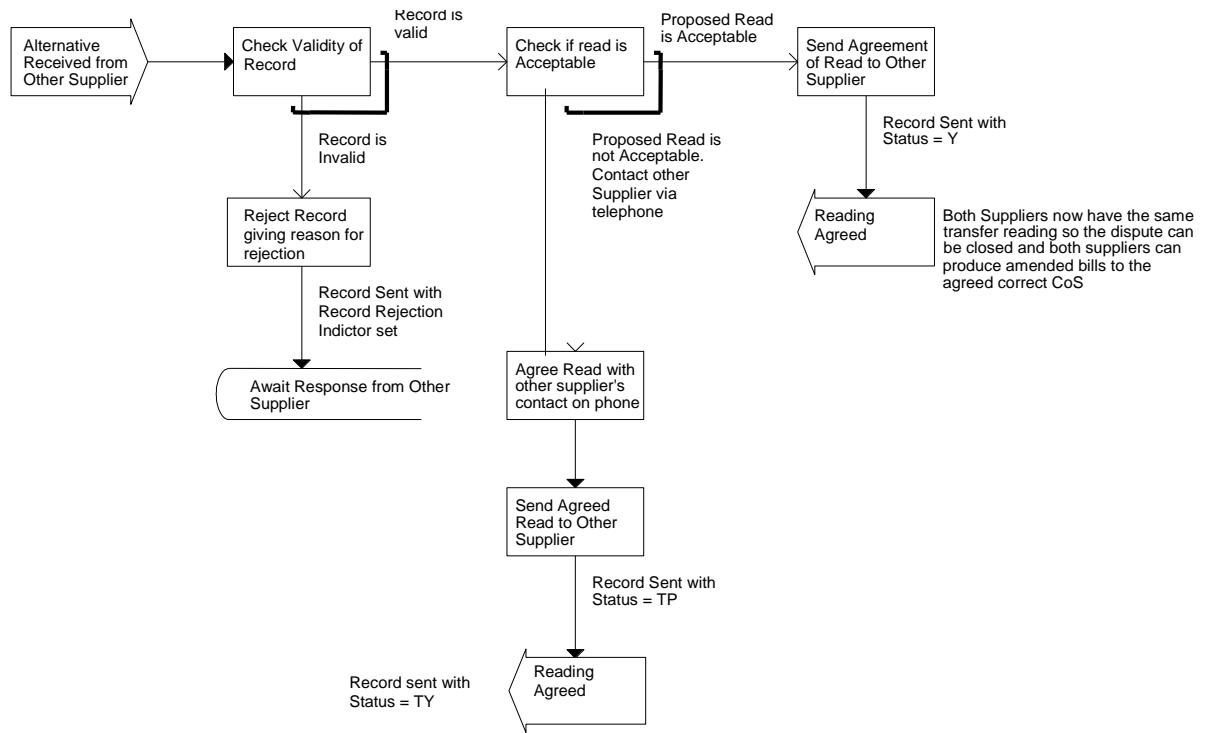 Record is
valid
Proposed Read
is Acceptable
Alternative
Received from
Other Supplier
Check Validity of
Record
Check if read is
Acceptable
Send Agreement
of Read to Other
Supplier
Record is
Invalid
Proposed Read is
not Acceptable.
Contact other
Supplier via
telephone
Record Sent with
Status = Y
Reject Record
giving reason for
rejection
Reading
Agreed
Both Suppliers now have the same
transfer reading so the dispute can
be closed and both suppliers can
produce amended bills to the
agreed correct CoS
Record Sent with
Record Rejection
Indictor set
Await Response from Other
Supplier
Agree Read with
other supplier's
contact on phone
Send Agreed
Read to Other
Supplier
Record Sent with
Status = TP
Record sent with
Status = TY
Reading
Agreed